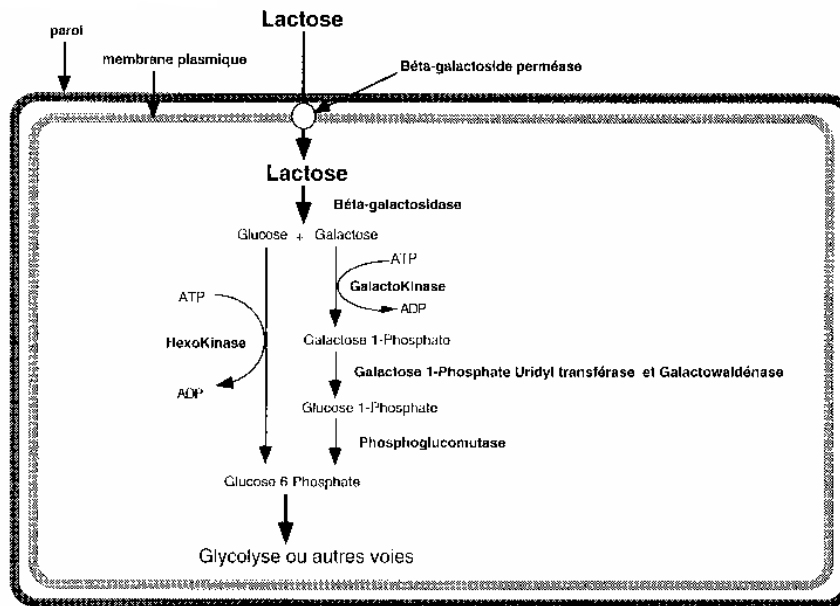 Lactose
paroi
membrane plasmique
Béta-galactoside perméase
Lactose
Béta-galactosidase
Glucose + Galactose
ATP
GalactoKinase
ADP
ATP
HexoKinase
ADP
Galactose 1-Phosphate
Galactose 1-Phosphate Uridyl transférase et Galactowaldénase
Glucose 1-Phosphate
Phosphoglucomutase
Glucose 6 Phosphate
Glycolyse ou autres voies